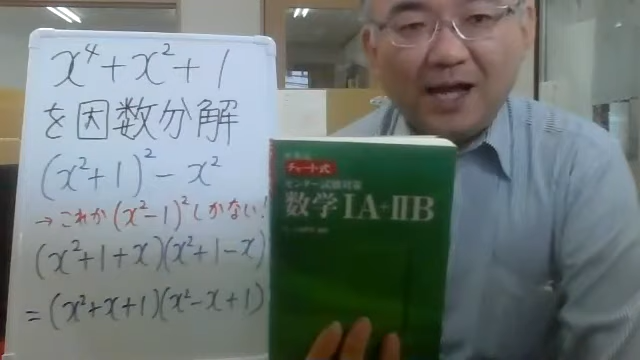 x⁴+x²+1
を因数分解
(x²+1)²-x²
→これか(x²-1)²しかない!
(x²+1+x)(x²+1-x)
=(x²+x+1)(x²-x+1)
チャート式
センター試験対策
数学ⅠA+ⅡB